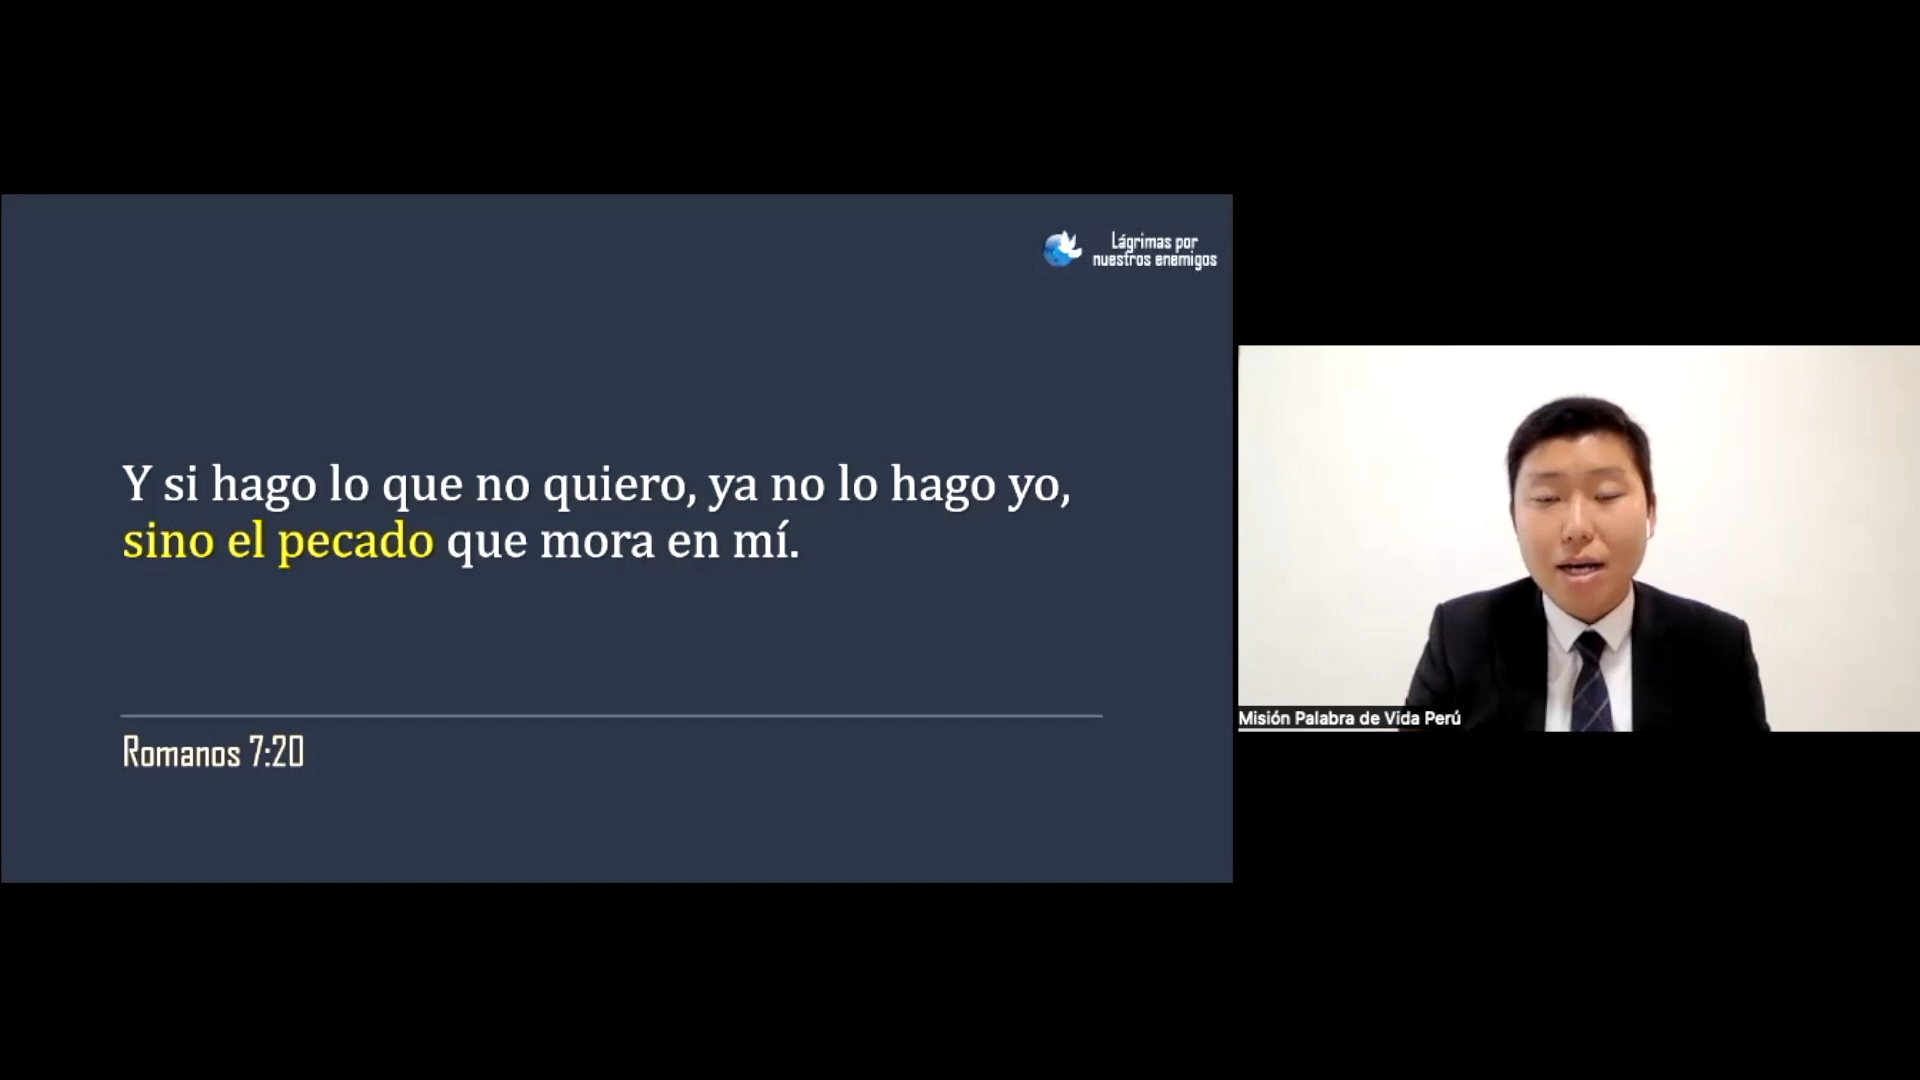 Lágrimas por
nuestros enemigos
Y si hago lo que no quiero, ya no lo hago yo,
sino el pecado que mora en mí.
Romanos 7:20
Misión Palabra de Vida Perú